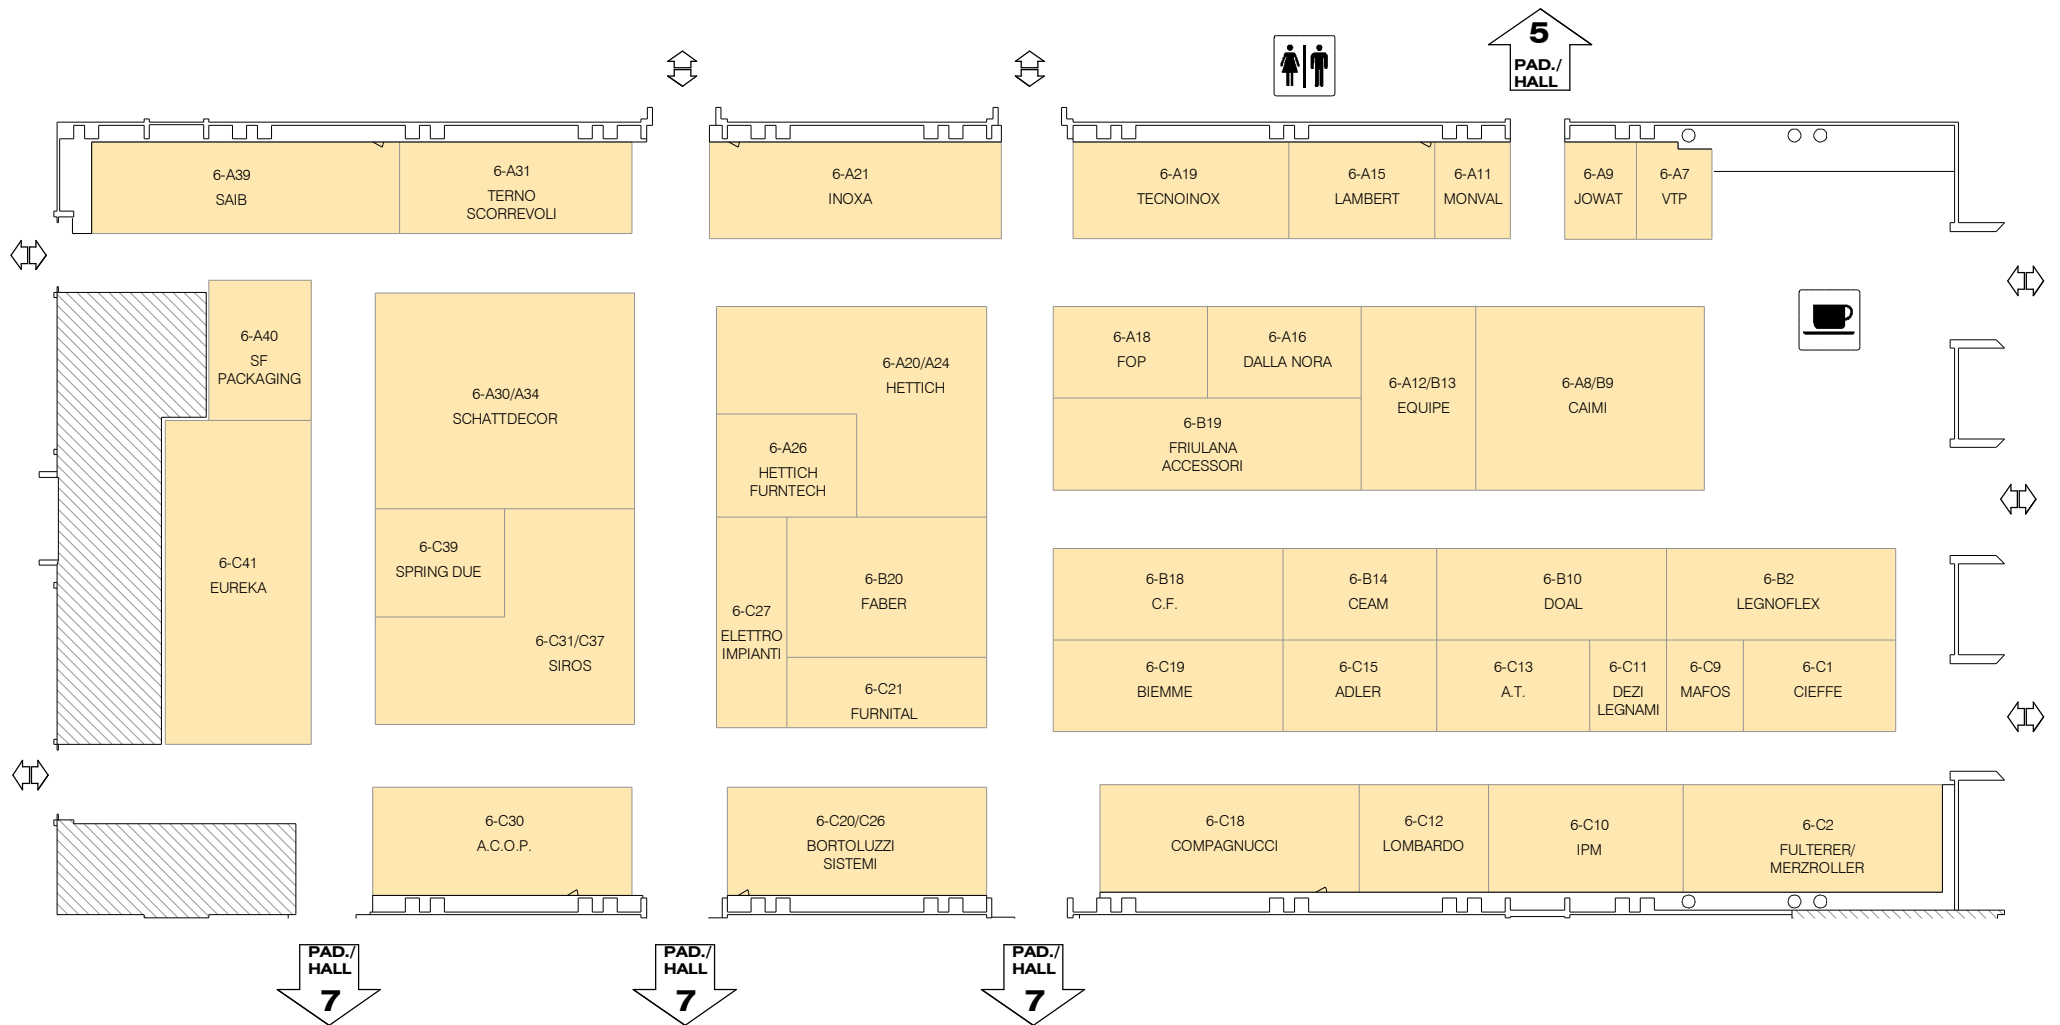 5
PAD./
HALL
6-A39
SAIB
6-A31
TERNO
SCORREVOLI
6-A21
INOXA
6-A19
TECNOINOX
6-A15
LAMBERT
6-A11
MONVAL
6-A9
JOWAT
6-A7
VTP
6-A40
SF
PACKAGING
6-A30/A34
SCHATTDECOR
6-A20/A24
HETTICH
6-A26
HETTICH
FURNTECH
6-A18
FOP
6-A16
DALLA NORA
6-A12/B13
EQUIPE
6-A8/B9
CAIMI
6-B19
FRIULANA
ACCESSORI
6-C41
EUREKA
6-C39
SPRING DUE
6-C31/C37
SIROS
6-C27
ELETTRO
IMPIANTI
6-B20
FABER
6-C21
FURNITAL
6-B18
C.F.
6-B14
CEAM
6-B10
DOAL
6-B2
LEGNOFLEX
6-C19
BIEMME
6-C15
ADLER
6-C13
A.T.
6-C11
DEZI
LEGNAMI
6-C9
MAFOS
6-C1
CIEFFE
6-C30
A.C.O.P.
6-C20/C26
BORTOLUZZI
SISTEMI
6-C18
COMPAGNUCCI
6-C12
LOMBARDO
6-C10
IPM
6-C2
FULTERER/
MERZROLLER
PAD./
HALL
7
PAD./
HALL
7
PAD./
HALL
7